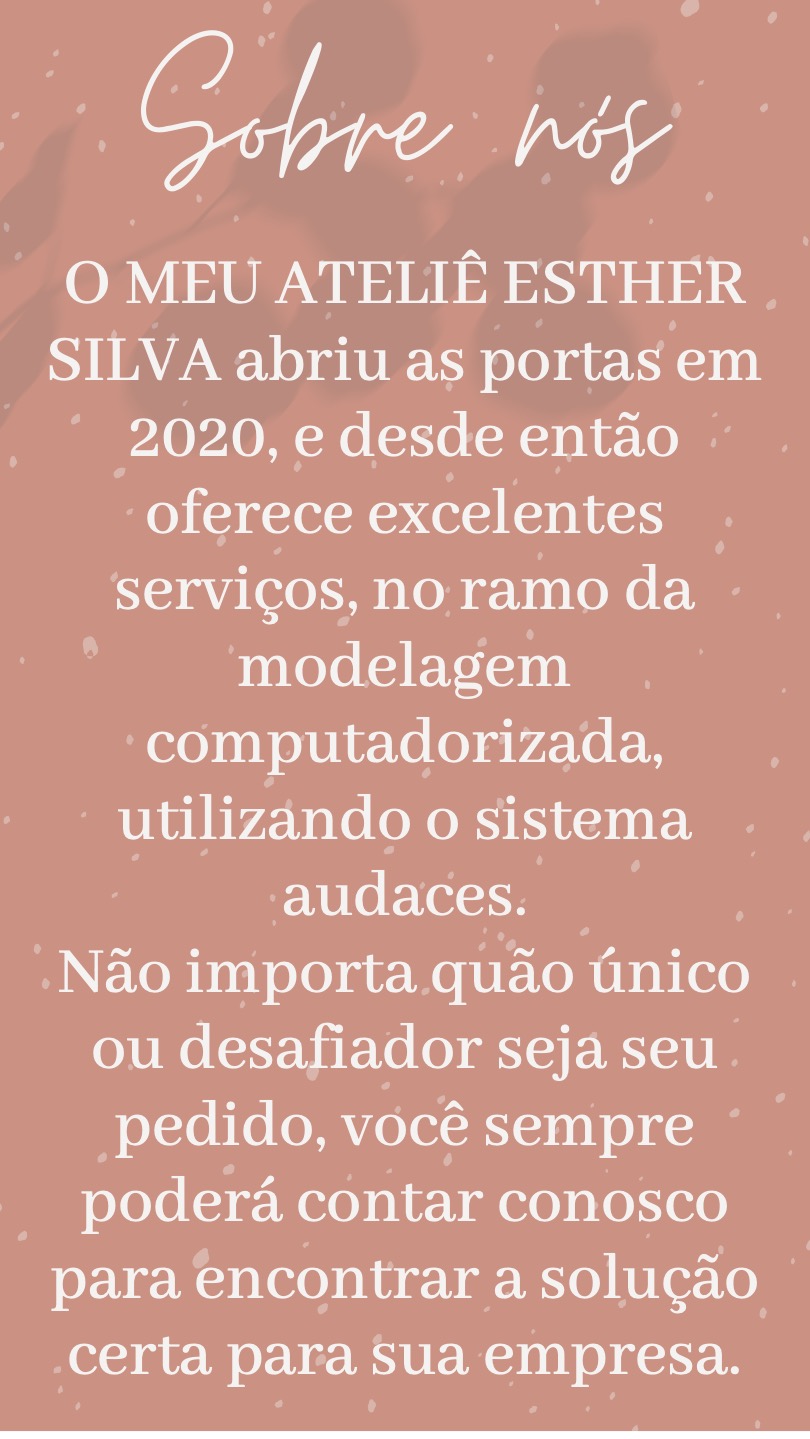 Sobre nós
O MEU ATELIÊ ESTHER
SILVA abriu as portas em
2020, e desde então
oferece excelentes
serviços, no ramo da
modelagem
computadorizada,
utilizando o sistema
audaces.
Não importa quão único
ou desafiador seja seu
pedido, você sempre
poderá contar conosco
para encontrar a solução
certa para sua empresa.